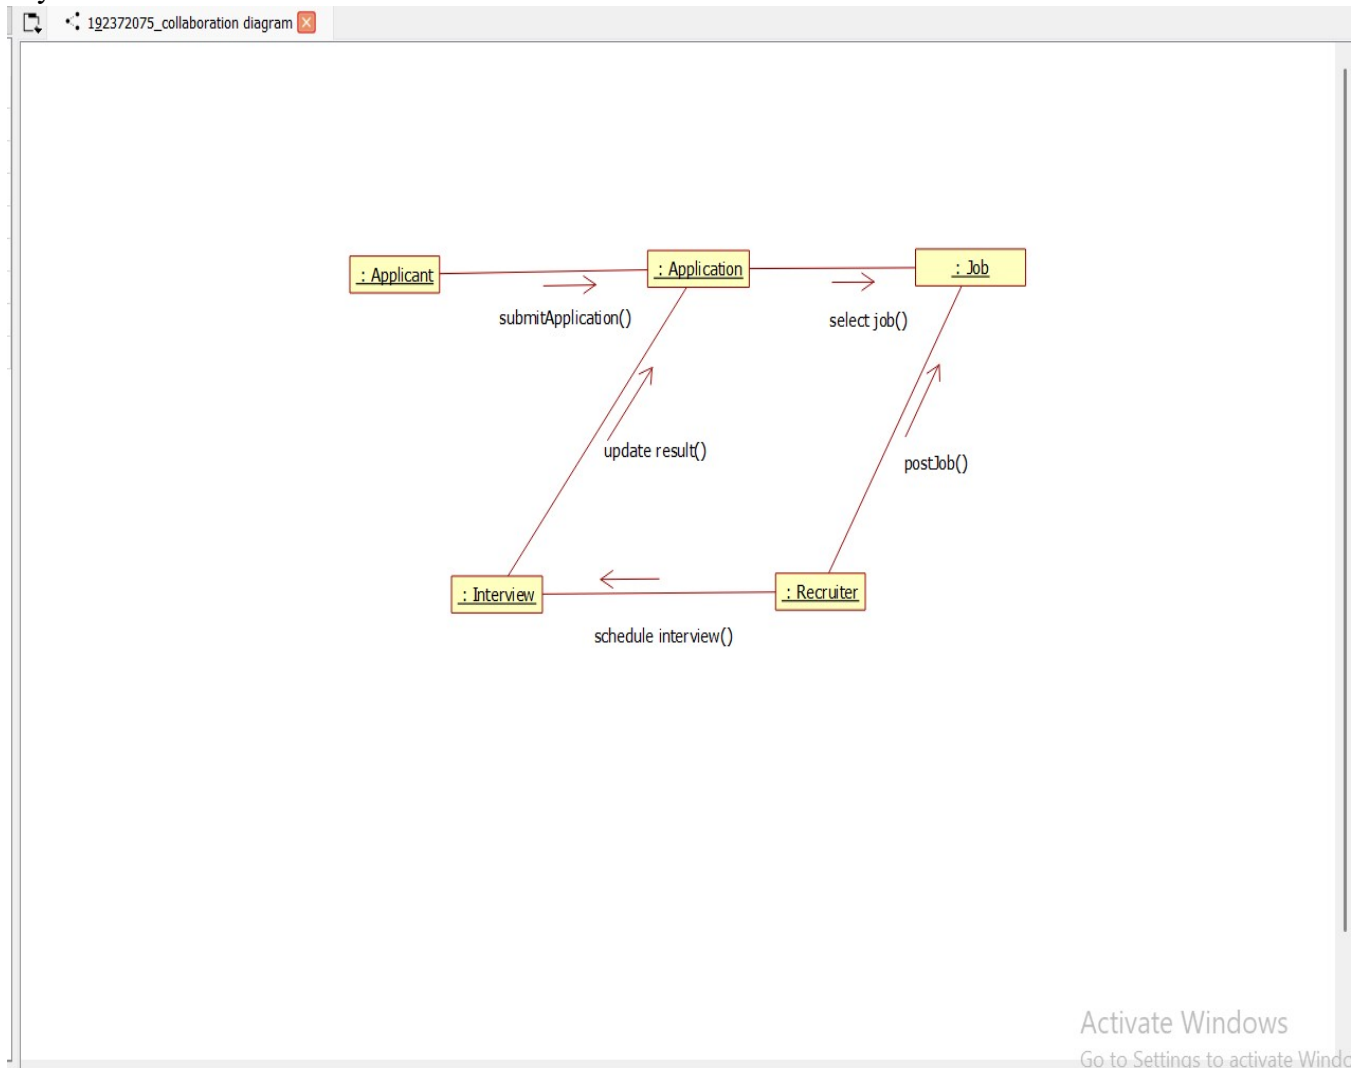 192372075_collaboration diagram
: Applicant
: Application
: Job
submitApplication()
select job()
update result()
postJob()
: Interview
: Recruiter
schedule interview()
Activate Windows
Go to Settings to activate